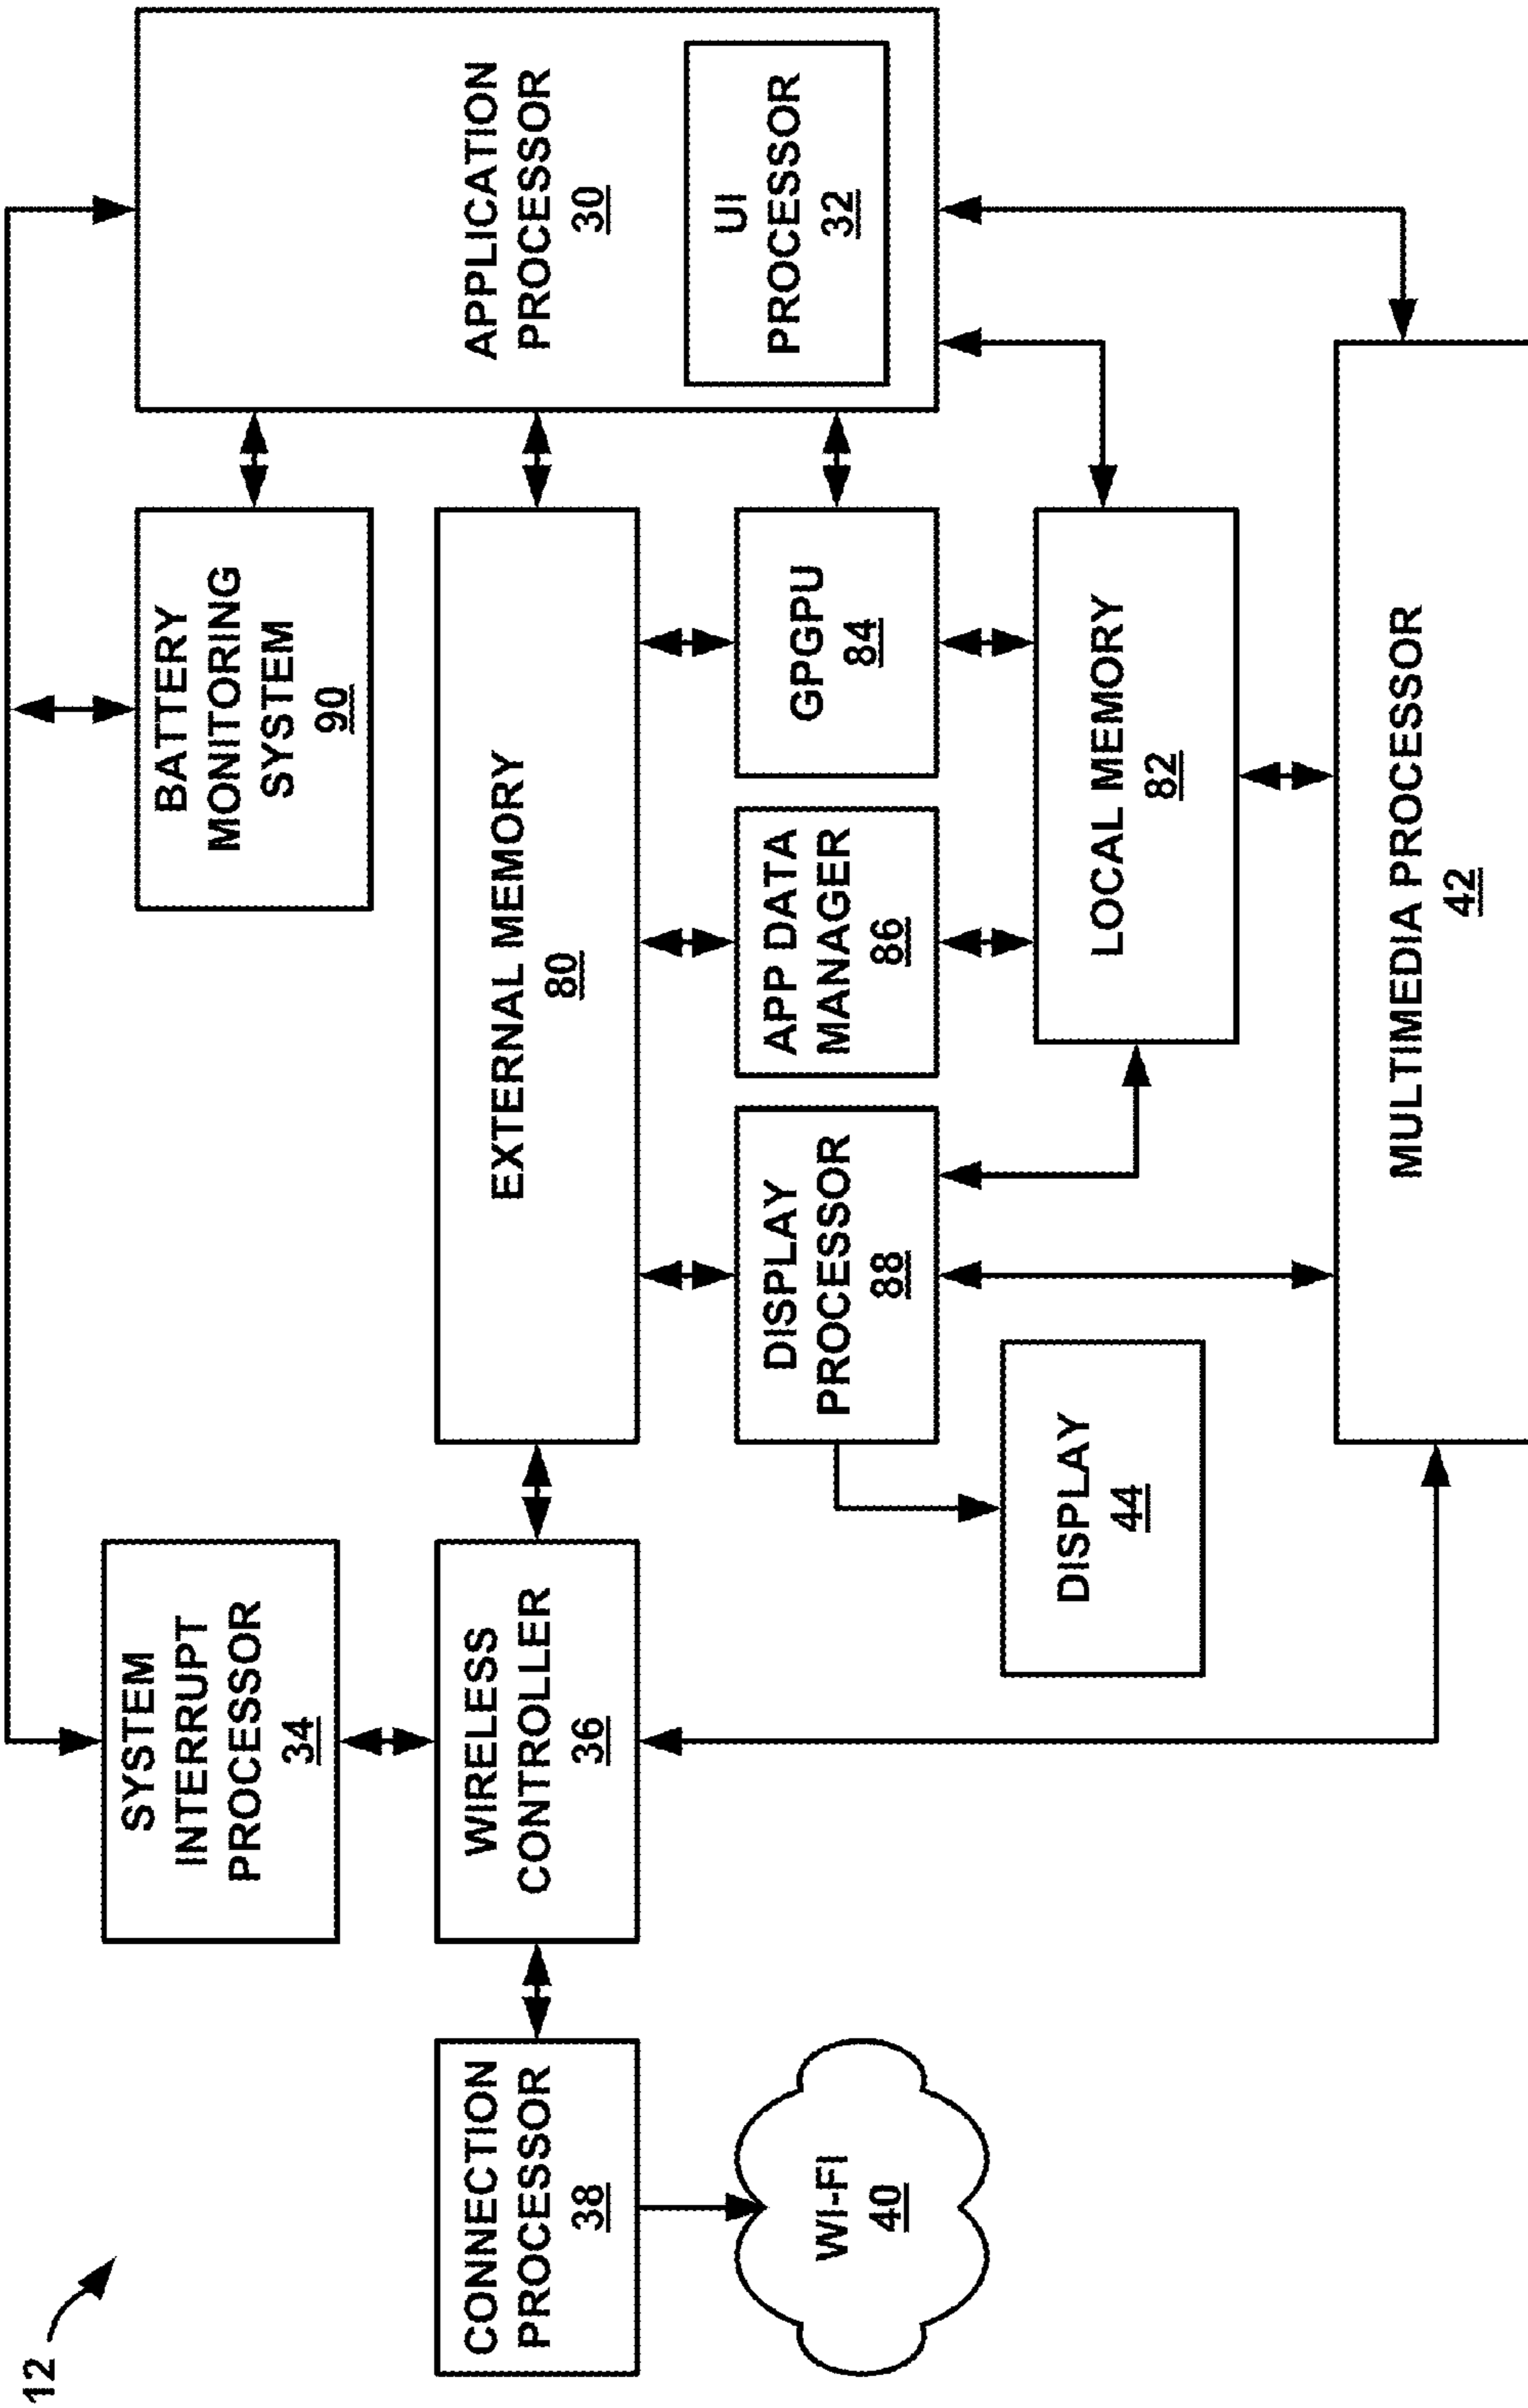 12
SYSTEM
INTERRUPT
PROCESSOR
34
BATTERY
MONITORING
SYSTEM
90
APPLICATION
PROCESSOR
30
UI
PROCESSOR
32
CONNECTION
PROCESSOR
38
WIRELESS
CONTROLLER
36
EXTERNAL MEMORY
80
WI-FI
40
DISPLAY
PROCESSOR
88
APP DATA
MANAGER
86
GPGPU
84
DISPLAY
44
LOCAL MEMORY
82
MULTIMEDIA PROCESSOR
42